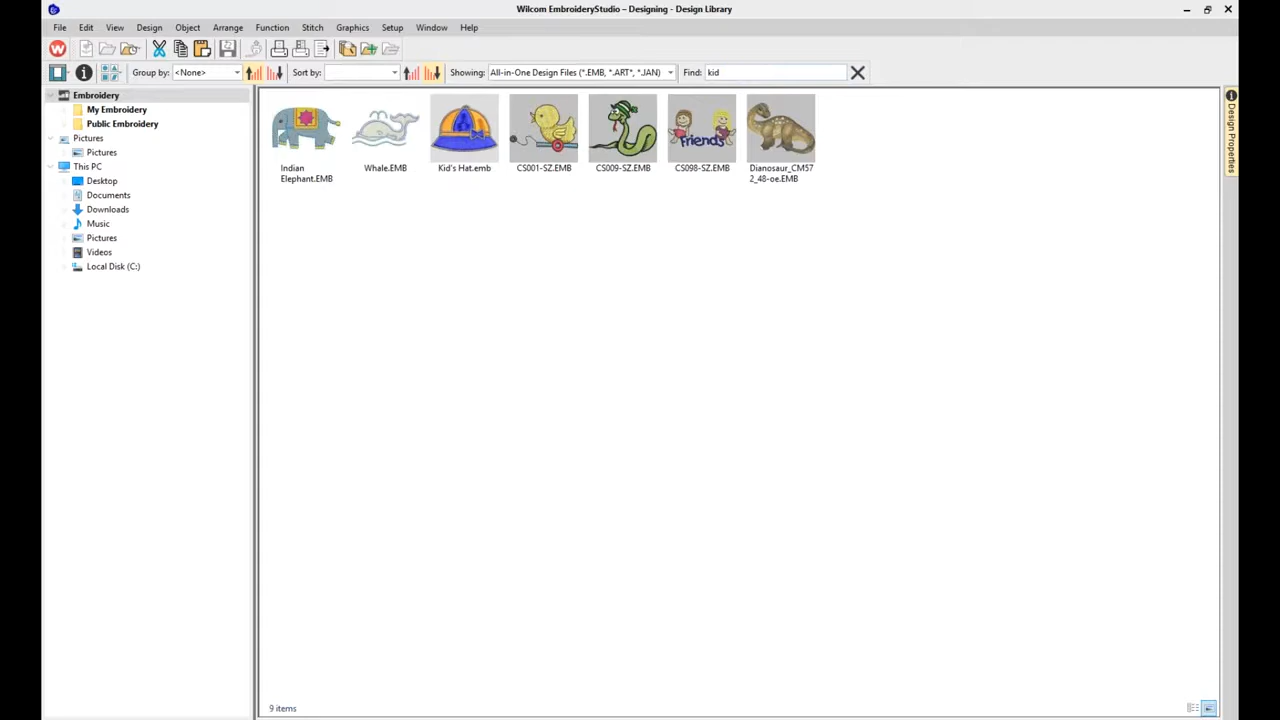 Wilcom EmbroideryStudio – Designing - Design Library
File Edit View Design Object Arrange Function Stitch Graphics Setup Window Help
Group by: <None> Sort by: Showing: All-in-One Design Files (*.EMB, *.ART*, *.JAN) Find: kid
Embroidery
My Embroidery
Public Embroidery
Pictures
Pictures
This PC
Desktop
Documents
Downloads
Music
Pictures
Videos
Local Disk (C:)
Indian
Elephant.EMB
Whale.EMB
Kid's Hat.emb
CS001-SZ.EMB
CS009-SZ.EMB
friends
CS098-SZ.EMB
Dianosaur_CM57
2_48-oe.EMB
Design Properties
9 items